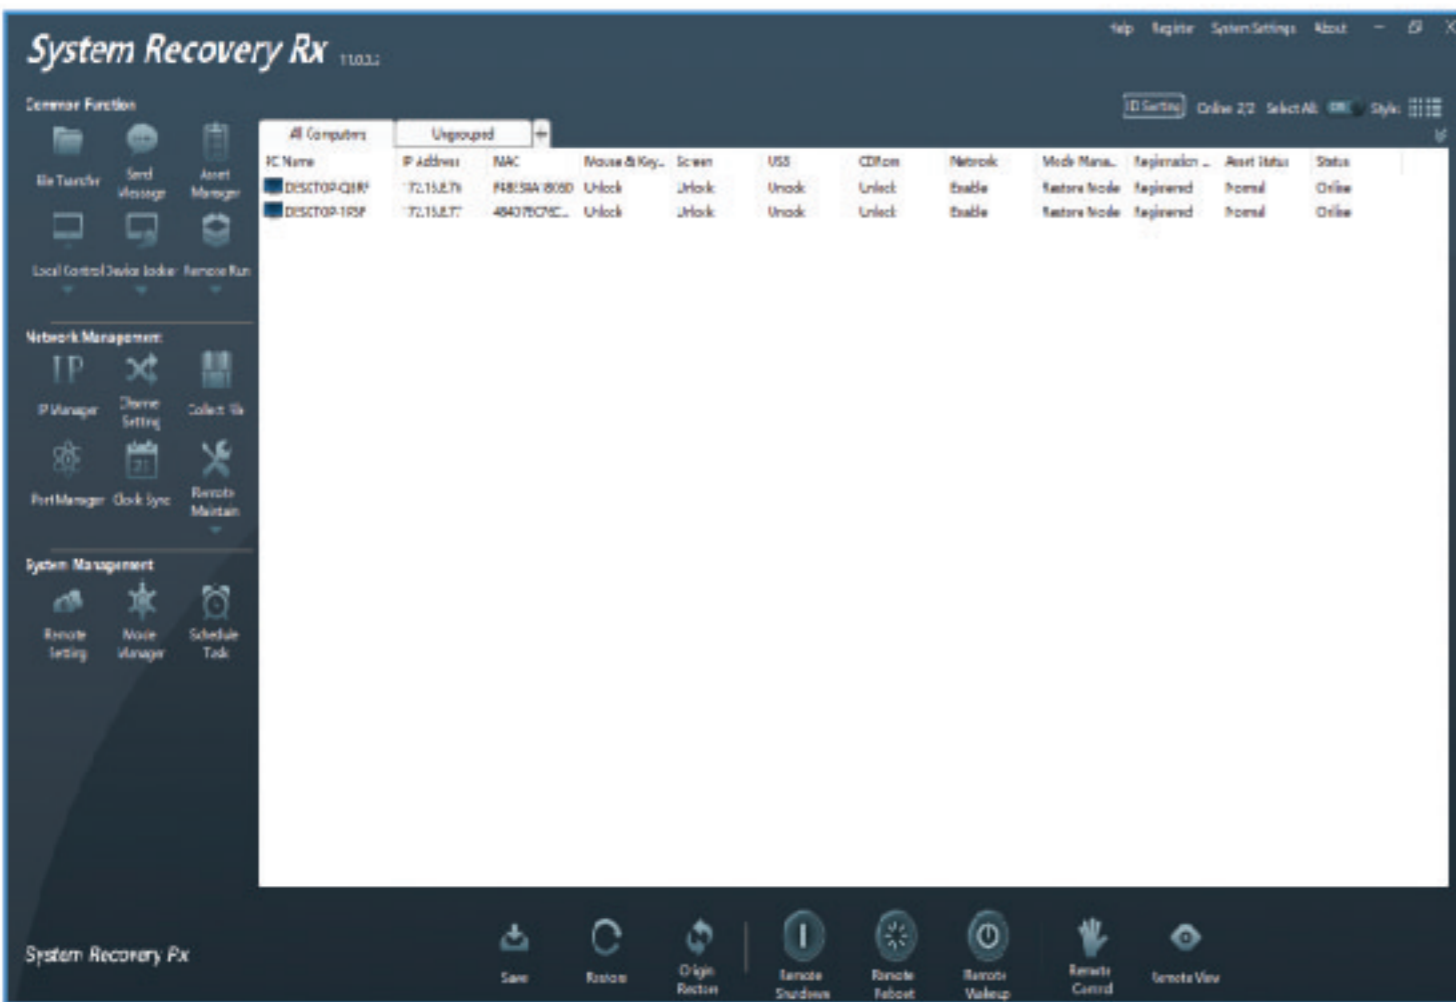 Help Register System Settings About
System Recovery Rx
Common Function
ID Setting Online 2/2 Select All: Style:
All Computers Ungrouped +
File Transfer Send Message Asset Manager
PC Name IP Address MAC Mouse & Key... Screen USB CDRom Network Mode Mana... Registration ... Asset Status Status
Unlock Unlock Unlock Unlock Enable Restore Mode Registered Normal Online
Unlock Unlock Unlock Unlock Enable Restore Mode Registered Normal Online
Local Control Device Locker Remote Run
Network Management
IP
IP Manager Channel Setting Collect File
21
Port Manager Clock Sync Remote Maintain
System Management
Remote Setting Mode Manager Schedule Task
System Recovery Rx
Save Restore Origin Restore Remote Shutdown Remote Reboot Remote Wakeup Remote Control Remote View